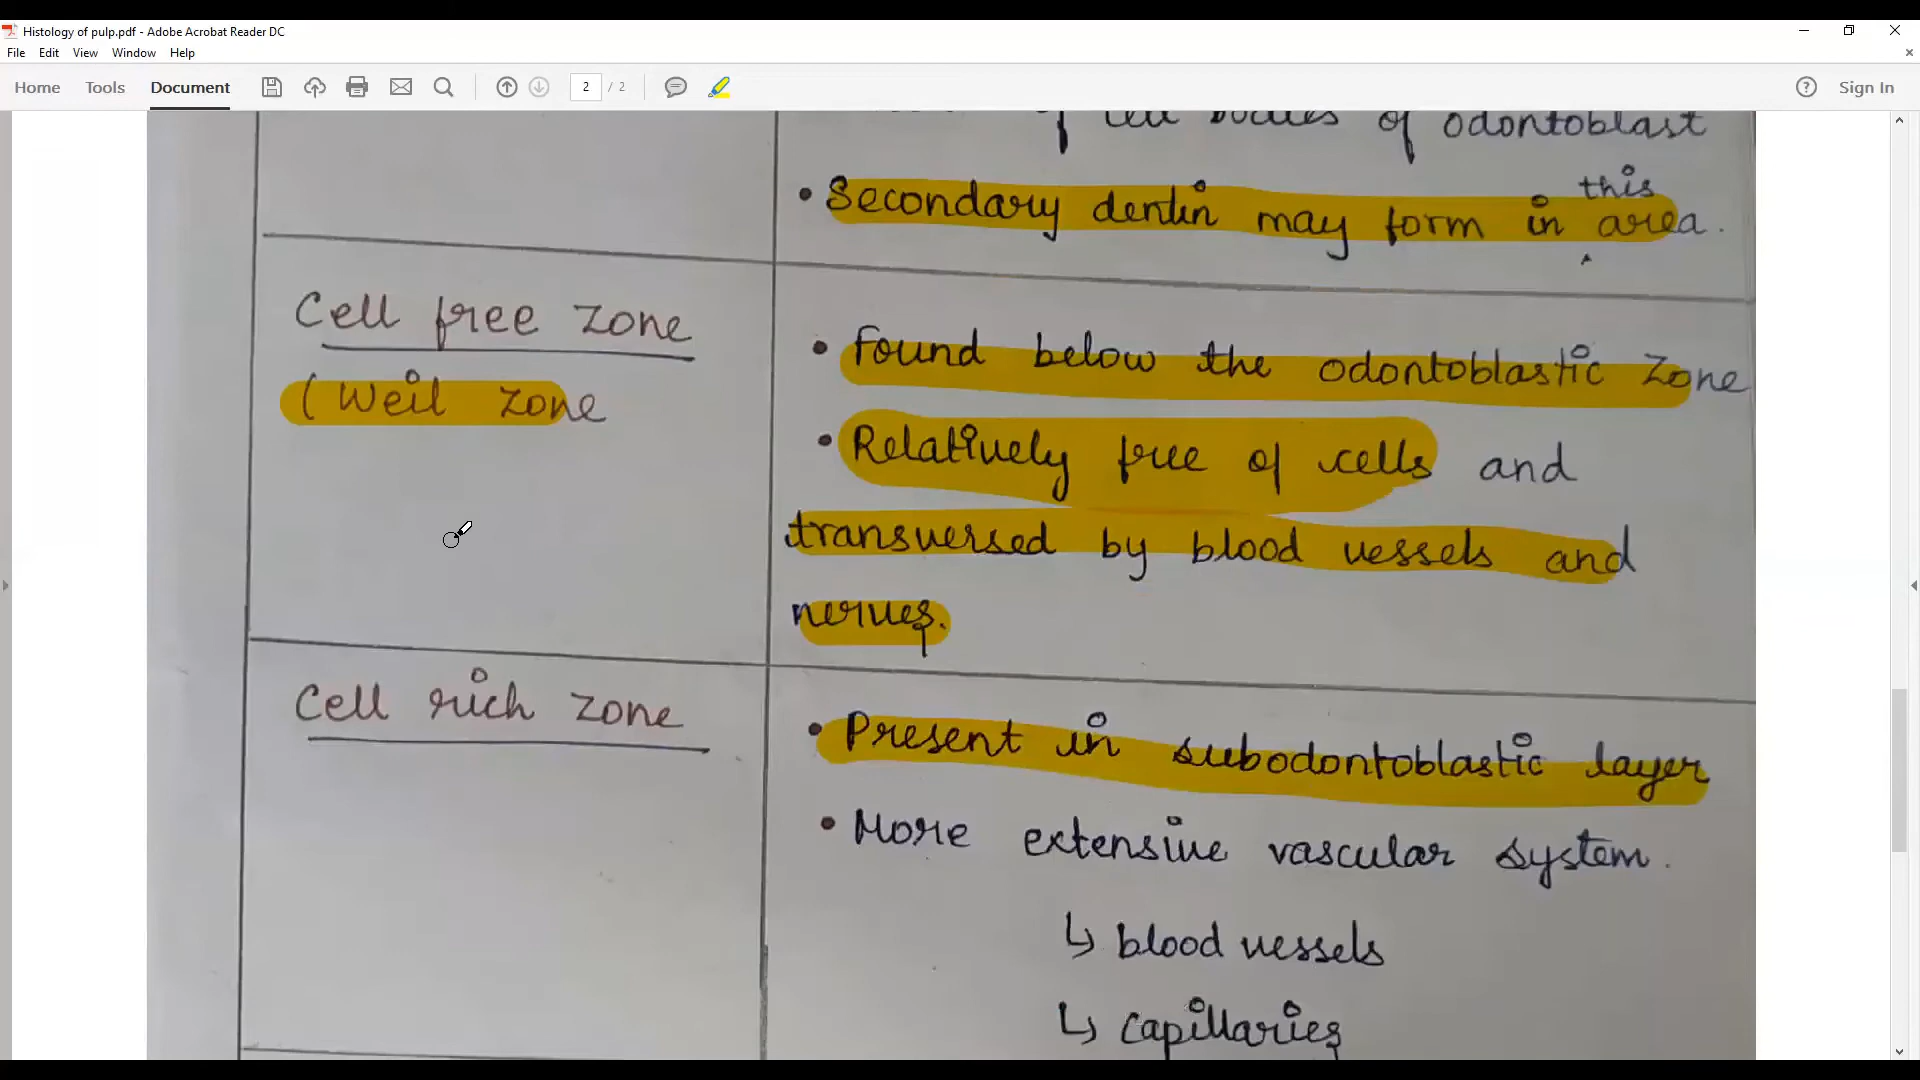 Histology of pulp.pdf - Adobe Acrobat Reader DC
File Edit View Window Help
Home Tools Document 2 / 2 Sign In
of cell bodies of odontoblast
• Secondary dentin may form in this area.
Cell free zone
(Weil zone
• Found below the odontoblastic zone
• Relatively free of cells and
transversed by blood vessels and
nerves.
Cell rich zone
• Present in subodontoblastic layer
• More extensive vascular system.
↳ blood vessels
↳ capillaries